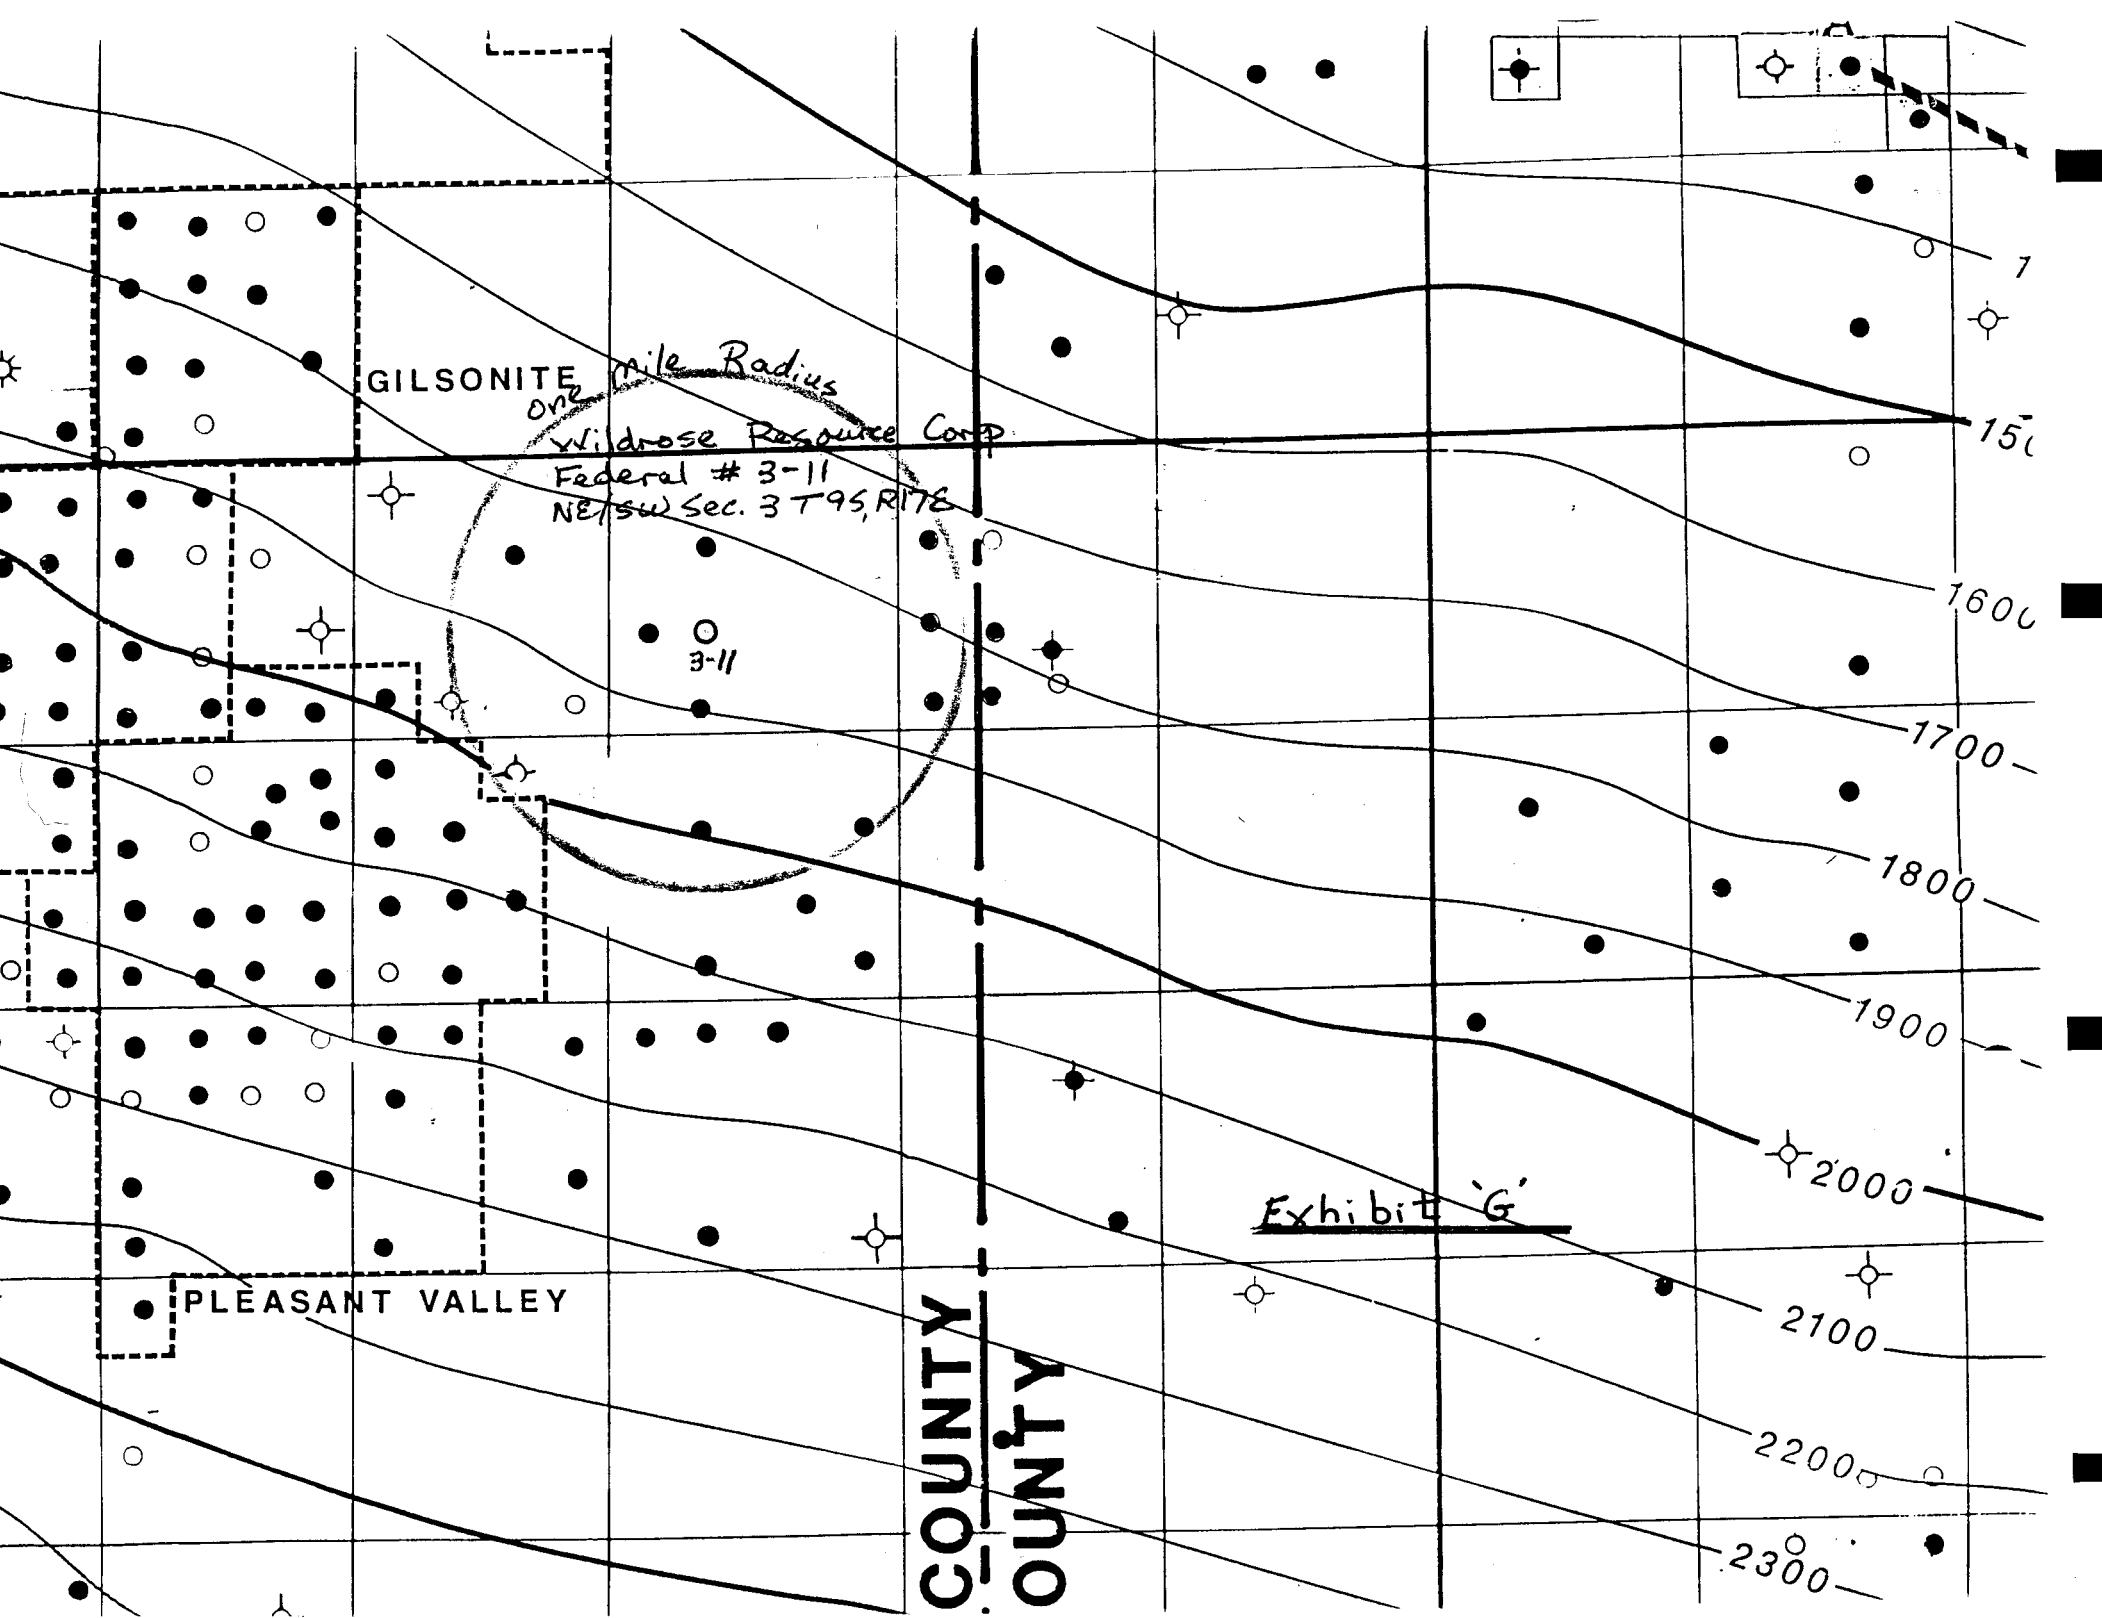 GILSONITE
one mile Radius
Wildrose Resource Corp
Federal # 3-11
NE/SW Sec. 3 T9S, R17E
3-11
1600
1700
1800
1900
2000
Exhibit 'G'
2100
PLEASANT VALLEY
2200
2300
COUNTY
OUNTY